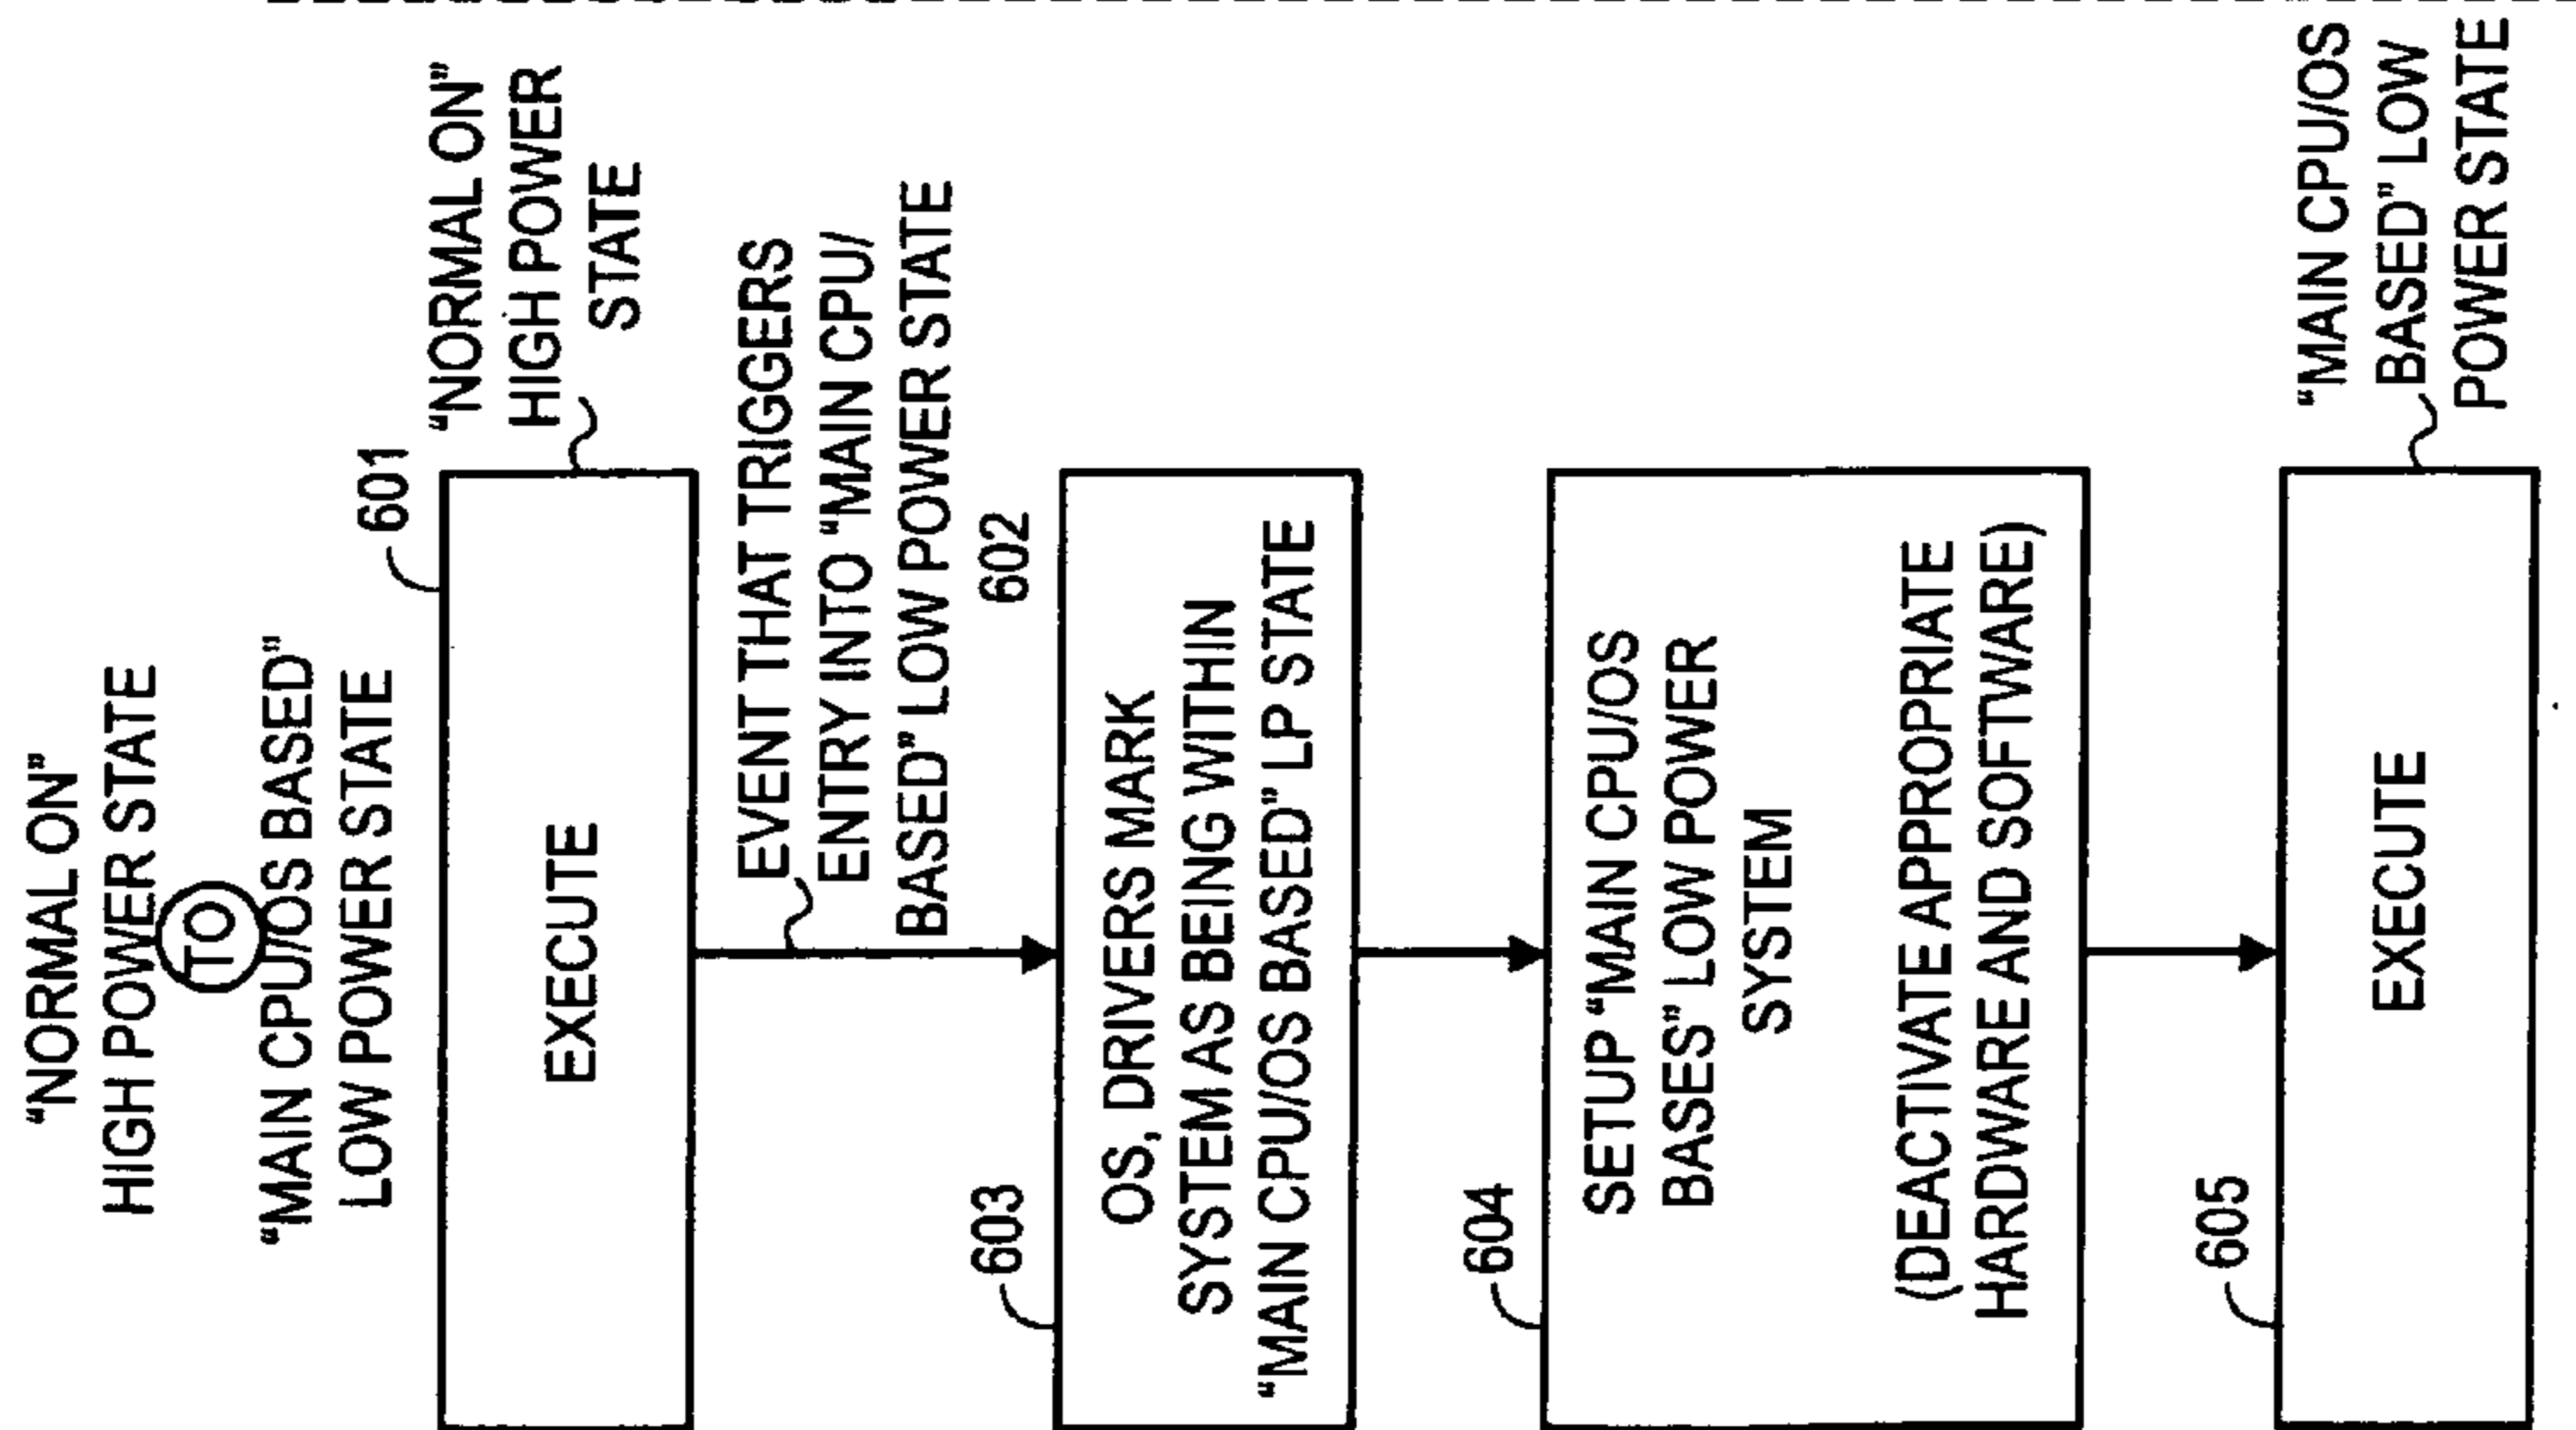 “NORMAL ON”
HIGH POWER STATE
TO
“MAIN CPU/OS BASED”
LOW POWER STATE
601
EXECUTE
“NORMAL ON”
HIGH POWER
STATE
EVENT THAT TRIGGERS
ENTRY INTO “MAIN CPU/
BASED” LOW POWER STATE
602
603
OS, DRIVERS MARK
SYSTEM AS BEING WITHIN
“MAIN CPU/OS BASED” LP STATE
604
SETUP “MAIN CPU/OS
BASES” LOW POWER
SYSTEM
(DEACTIVATE APPROPRIATE
HARDWARE AND SOFTWARE)
605
EXECUTE
“MAIN CPU/OS
BASED” LOW
POWER STATE